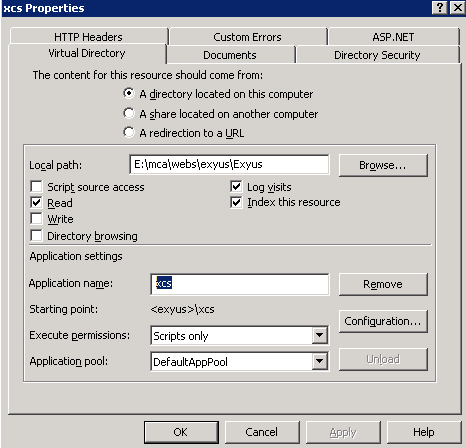 xcs Properties
HTTP Headers Custom Errors ASP.NET
Virtual Directory Documents Directory Security
The content for this resource should come from:
A directory located on this computer
A share located on another computer
A redirection to a URL
Local path: E:\mca\webs\exyus\Exyus Browse...
Script source access Log visits
Read Index this resource
Write
Directory browsing
Application settings
Application name: xcs Remove
Starting point: <exyus>\xcs
Configuration...
Execute permissions: Scripts only
Application pool: DefaultAppPool Unload
OK Cancel Apply Help